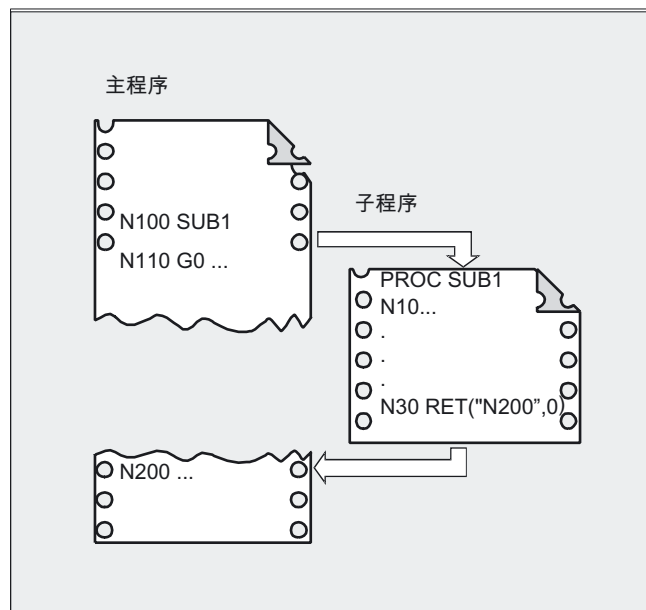 主程序
N100 SUB1
N110 G0 ...
子程序
PROC SUB1
N10...
.
.
.
N30 RET("N200”,0)
N200 ...